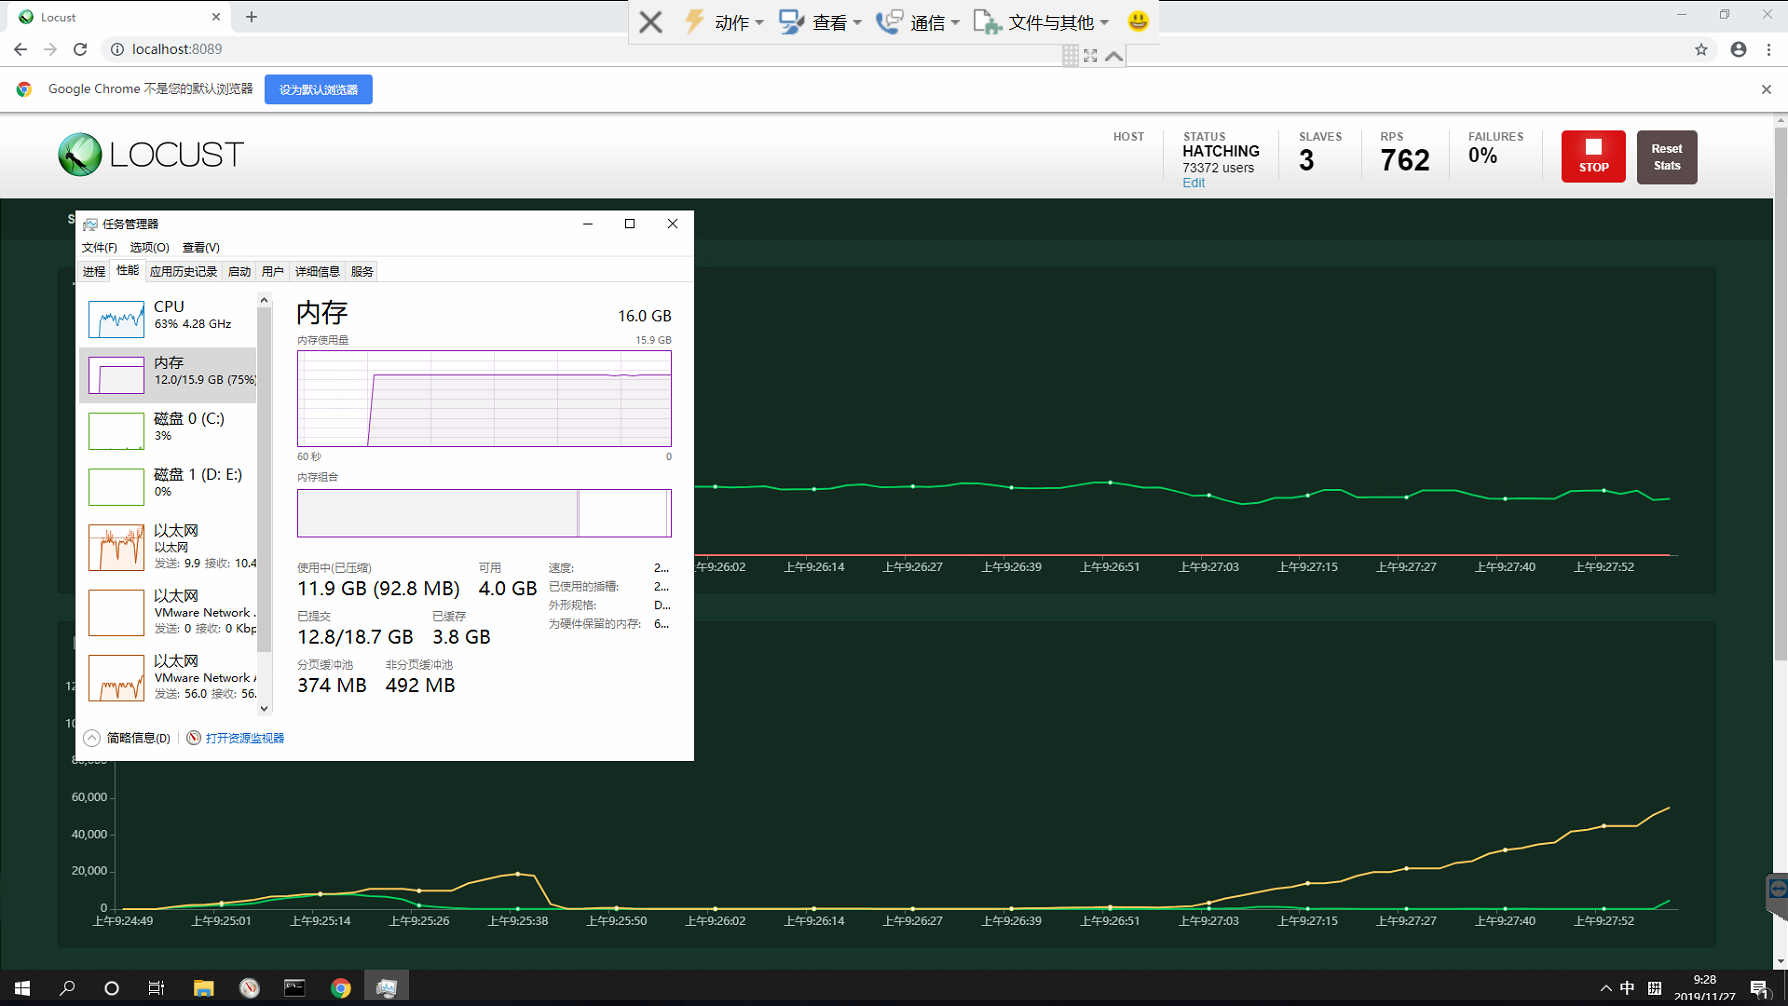 Locust
动作
查看
通信
文件与其他
localhost:8089
Google Chrome 不是您的默认浏览器
设为默认浏览器
LOCUST
HOST
STATUS
HATCHING
73372 users
Edit
SLAVES
3
RPS
762
FAILURES
0%
STOP
Reset
Stats
S
任务管理器
文件(F) 选项(O) 查看(V)
进程 性能 应用历史记录 启动 用户 详细信息 服务
CPU
63% 4.28 GHz
内存
12.0/15.9 GB (75%)
磁盘 0 (C:)
3%
磁盘 1 (D: E:)
0%
以太网
以太网
发送: 9.9 接收: 10.4
以太网
VMware Network .
发送: 0 接收: 0 Kbp
以太网
VMware Network A
发送: 56.0 接收: 56.
内存
16.0 GB
内存使用量
15.9 GB
60 秒
0
内存组合
使用中(已压缩)
11.9 GB (92.8 MB)
可用
4.0 GB
速度: 2...
已使用的插槽: 2...
外形规格: D...
为硬件保留的内存: 6...
已提交
12.8/18.7 GB
已缓存
3.8 GB
分页缓冲池
374 MB
非分页缓冲池
492 MB
简略信息(D)
打开资源监视器
上午9:26:02 上午9:26:14 上午9:26:27 上午9:26:39 上午9:26:51 上午9:27:03 上午9:27:15 上午9:27:27 上午9:27:40 上午9:27:52
12
10
80,000
60,000
40,000
20,000
0
上午9:24:49 上午9:25:01 上午9:25:14 上午9:25:26 上午9:25:38 上午9:25:50 上午9:26:02 上午9:26:14 上午9:26:27 上午9:26:39 上午9:26:51 上午9:27:03 上午9:27:15 上午9:27:27 上午9:27:40 上午9:27:52
中
拼
9:28
2019/11/27
1